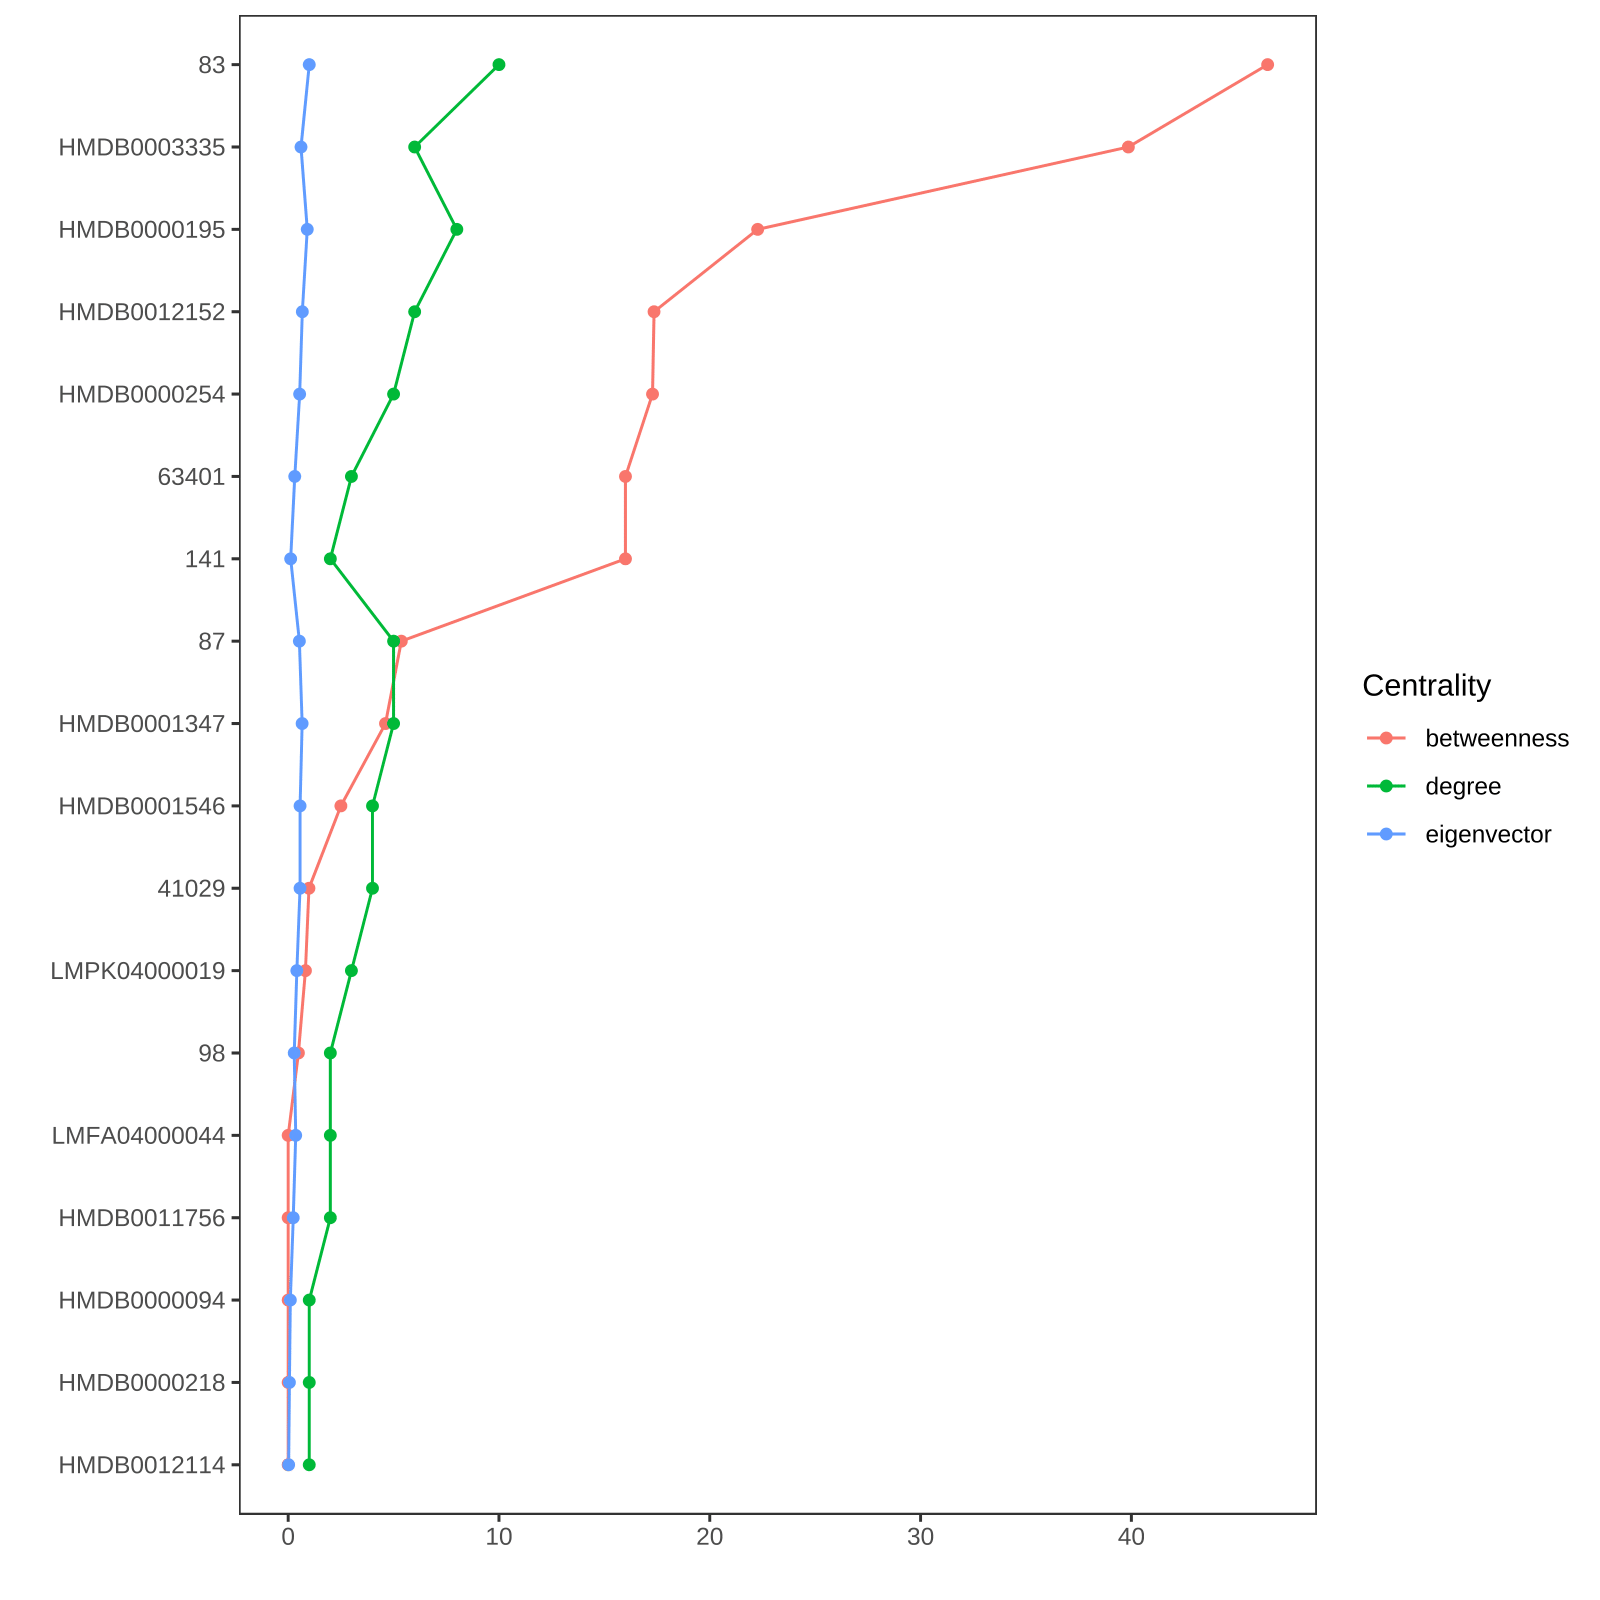 83
HMDB0003335
HMDB0000195
HMDB0012152
HMDB0000254
63401
141
87
HMDB0001347
HMDB0001546
41029
LMPK04000019
98
LMFA04000044
HMDB0011756
HMDB0000094
HMDB0000218
HMDB0012114
0 10 20 30 40
Centrality
betweenness
degree
eigenvector